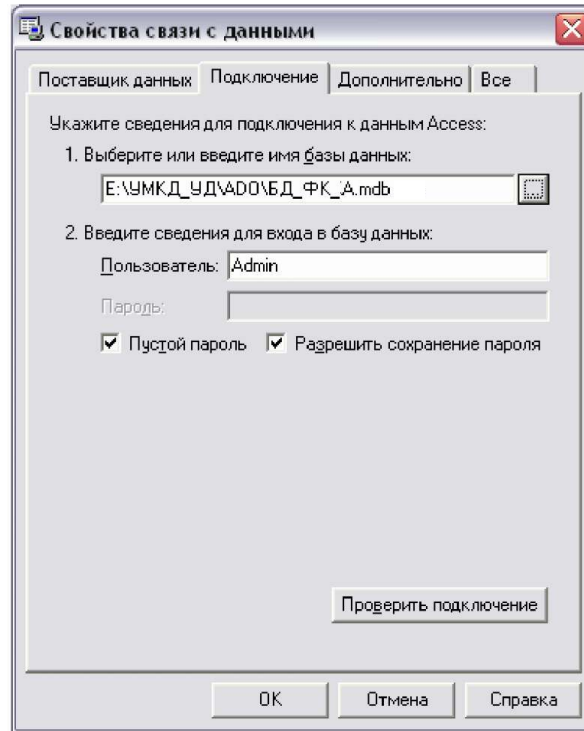 Свойства связи с данными
Поставщик данных Подключение Дополнительно Все
Укажите сведения для подключения к данным Access:
1. Выберите или введите имя базы данных:
E:\УМКД_УД\ADO\БД_ФК_'A.mdb ...
2. Введите сведения для входа в базу данных:
Пользователь: Admin
Пароль:
Пустой пароль Разрешить сохранение пароля
Проверить подключение
ОК Отмена Справка